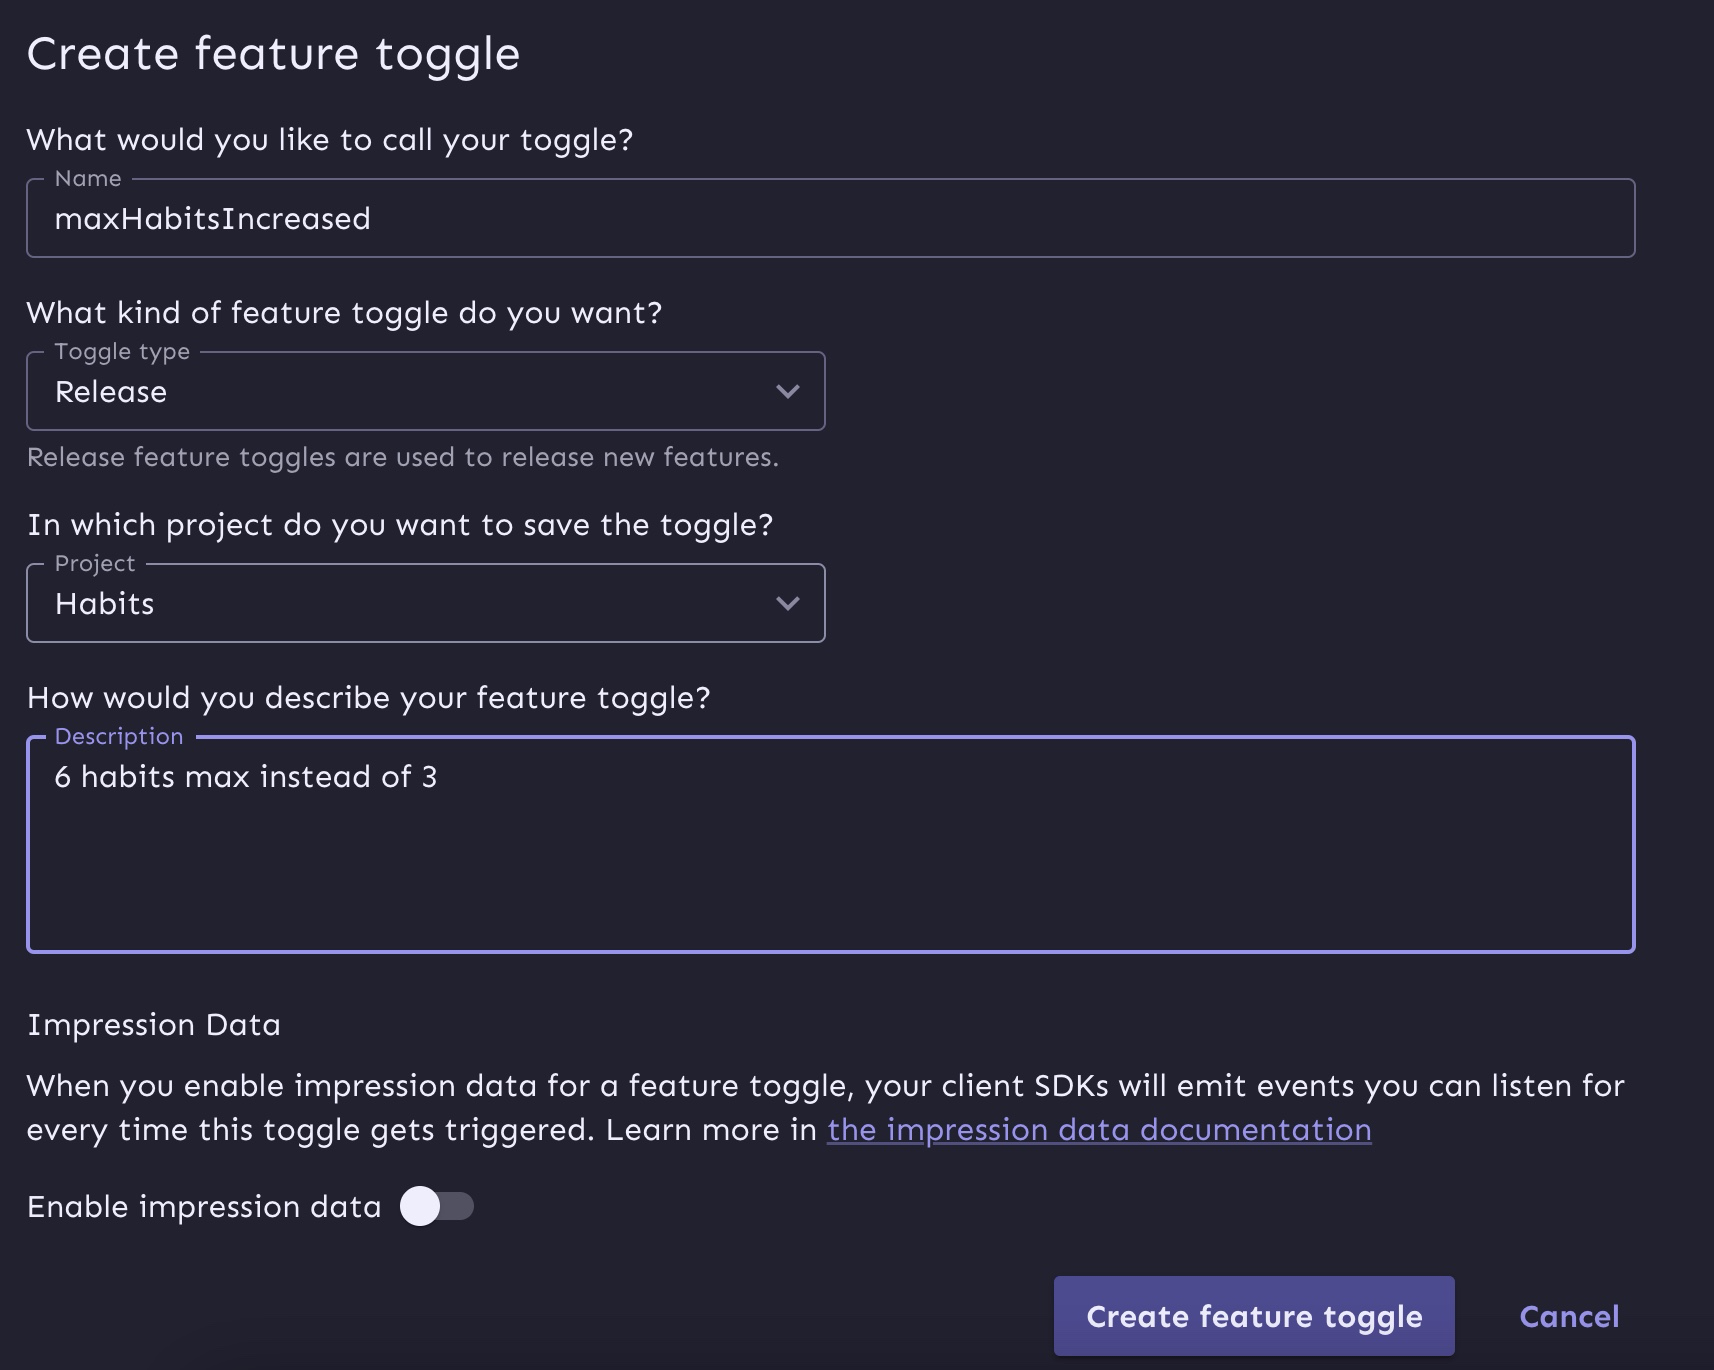 Create feature toggle
What would you like to call your toggle?
Name
maxHabitsIncreased
What kind of feature toggle do you want?
Toggle type
Release
Release feature toggles are used to release new features.
In which project do you want to save the toggle?
Project
Habits
How would you describe your feature toggle?
Description
6 habits max instead of 3
Impression Data
When you enable impression data for a feature toggle, your client SDKs will emit events you can listen for
every time this toggle gets triggered. Learn more in the impression data documentation
Enable impression data
Create feature toggle
Cancel